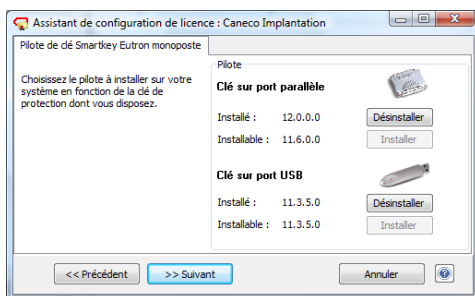 Assistant de configuration de licence : Caneco Implantation
Pilote de clé Smartkey Eutron monoposte
Choisissez le pilote à installer sur votre
système en fonction de la clé de
protection dont vous disposez.
Pilote
Clé sur port parallèle
Installé : 12.0.0.0 Désinstaller
Installable : 11.6.0.0 Installer
Clé sur port USB
Installé : 11.3.5.0 Désinstaller
Installable : 11.3.5.0 Installer
<< Précédent >> Suivant Annuler